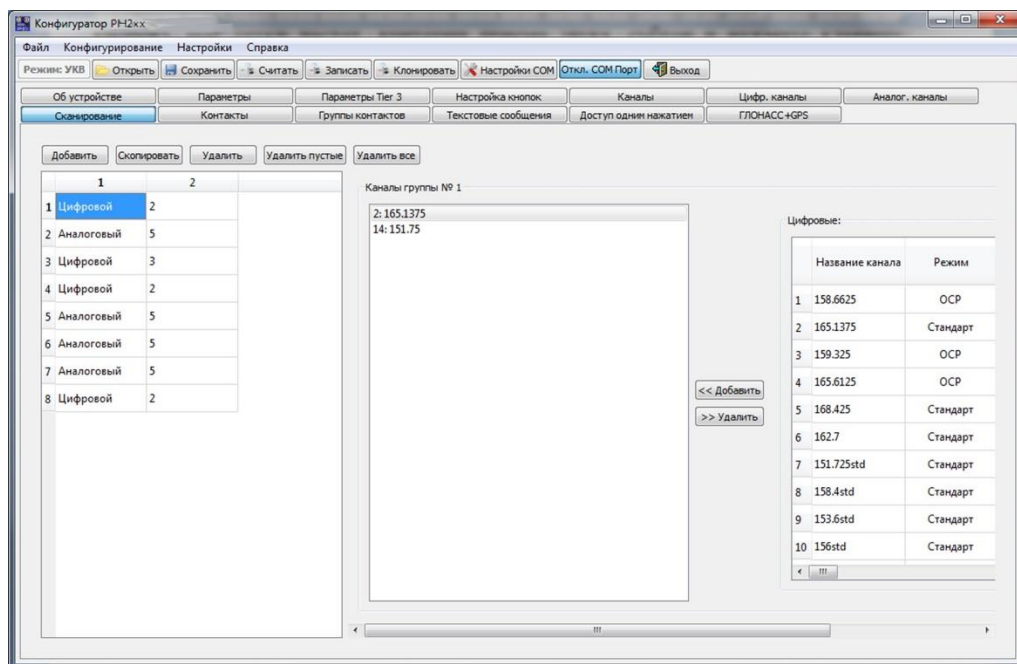 Конфигуратор РН2хх
Файл Конфигурирование Настройки Справка
Режим: УКВ Открыть Сохранить Считать Записать Клонировать Настройки COM Откл. COM Порт Выход
Об устройстве Параметры Параметры Tier 3 Настройка кнопок Каналы Цифр. каналы Аналог. каналы
Сканирование Контакты Группы контактов Текстовые сообщения Доступ одним нажатием ГЛОНАСС+GPS
Добавить Скопировать Удалить Удалить пустые Удалить все
1 2
1 Цифровой 2
2 Аналоговый 5
3 Цифровой 3
4 Цифровой 2
5 Аналоговый 5
6 Аналоговый 5
7 Аналоговый 5
8 Цифровой 2
Каналы группы № 1
2: 165.1375
14: 151.75
<< Добавить
>> Удалить
Цифровые:
Название канала Режим
1 158.6625 ОСР
2 165.1375 Стандарт
3 159.325 ОСР
4 165.6125 ОСР
5 168.425 Стандарт
6 162.7 Стандарт
7 151.725std Стандарт
8 158.4std Стандарт
9 153.6std Стандарт
10 156std Стандарт